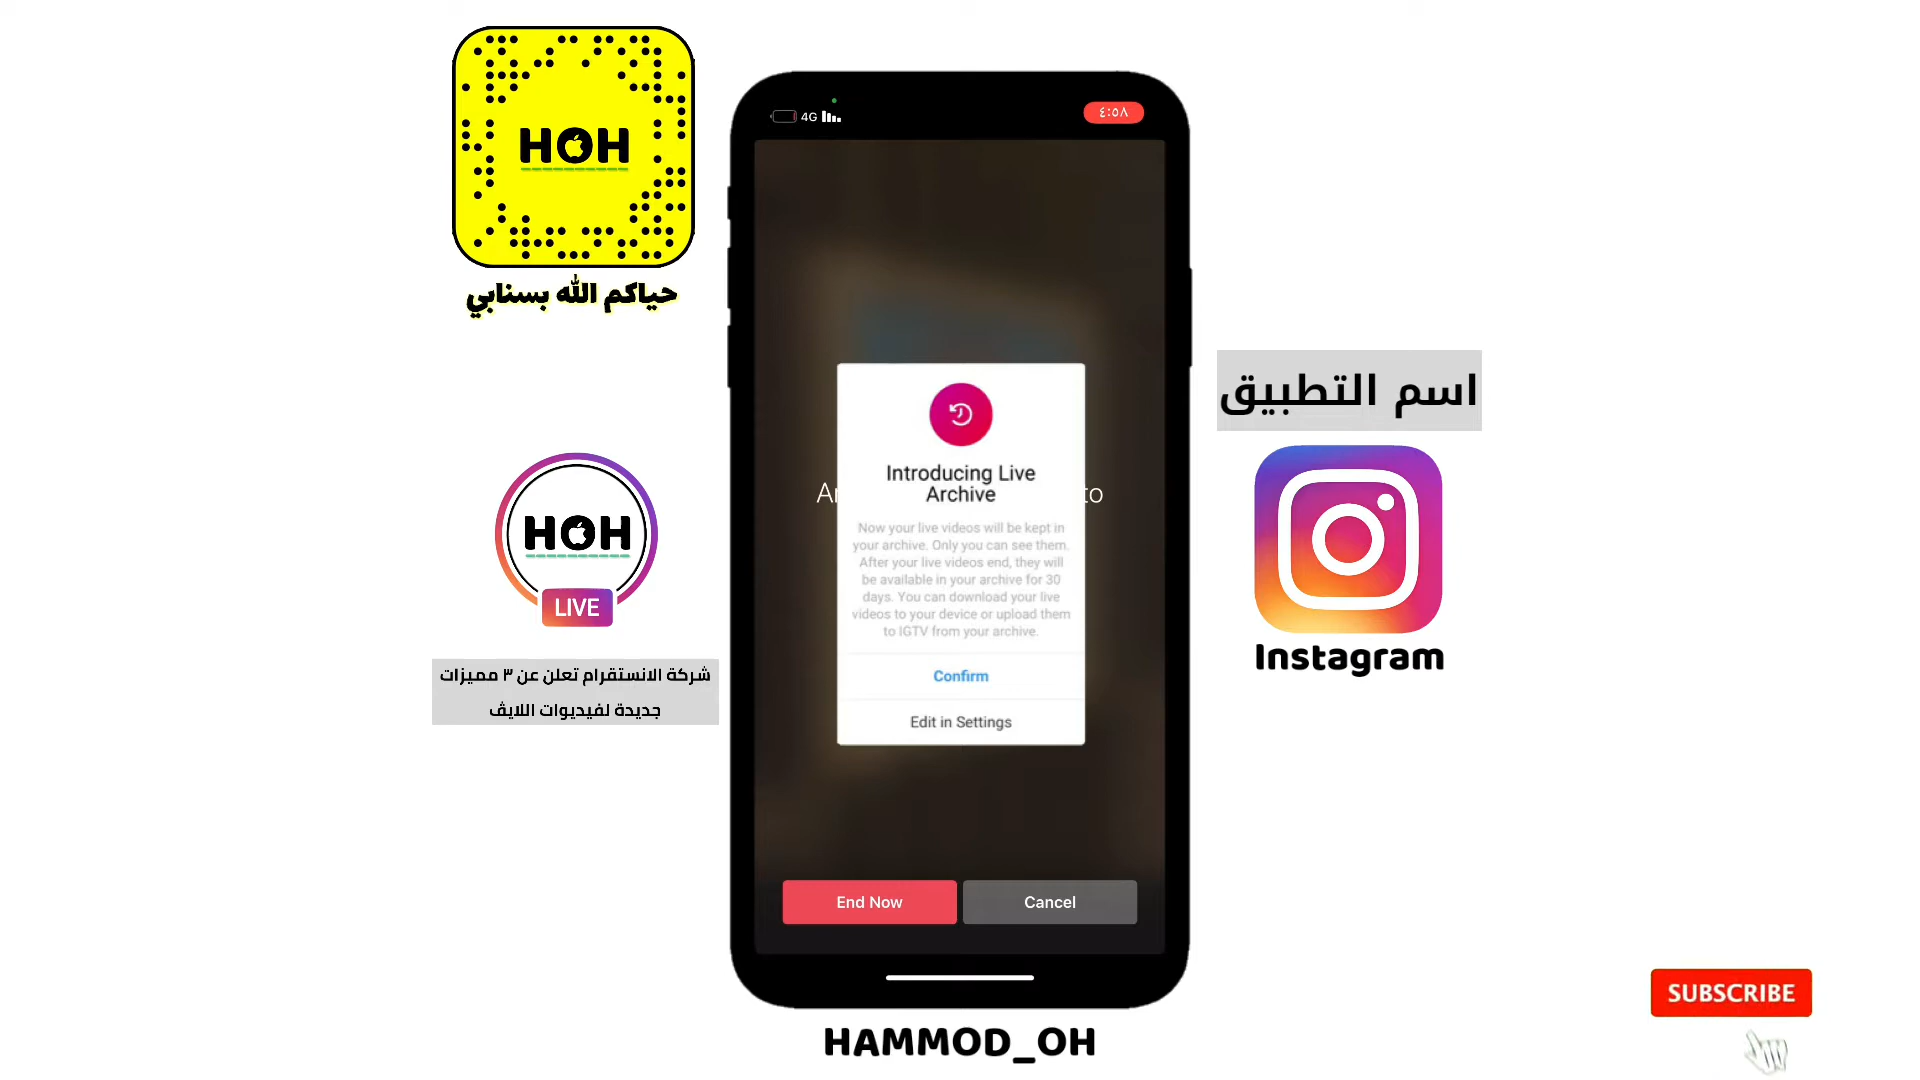 HOH
حياكم الله بسنابي
HOH
LIVE
شركة الانستقرام تعلن عن ٣ مميزات
جديدة لفيديوات اللايف
4G
٤:٥٨
to
Introducing Live
Archive
Now your live videos will be kept in
your archive. Only you can see them.
After your live videos end, they will
be available in your archive for 30
days. You can download your live
videos to your device or upload them
to IGTV from your archive.
Confirm
Edit in Settings
End Now
Cancel
HAMMOD_OH
اسم التطبيق
Instagram
SUBSCRIBE